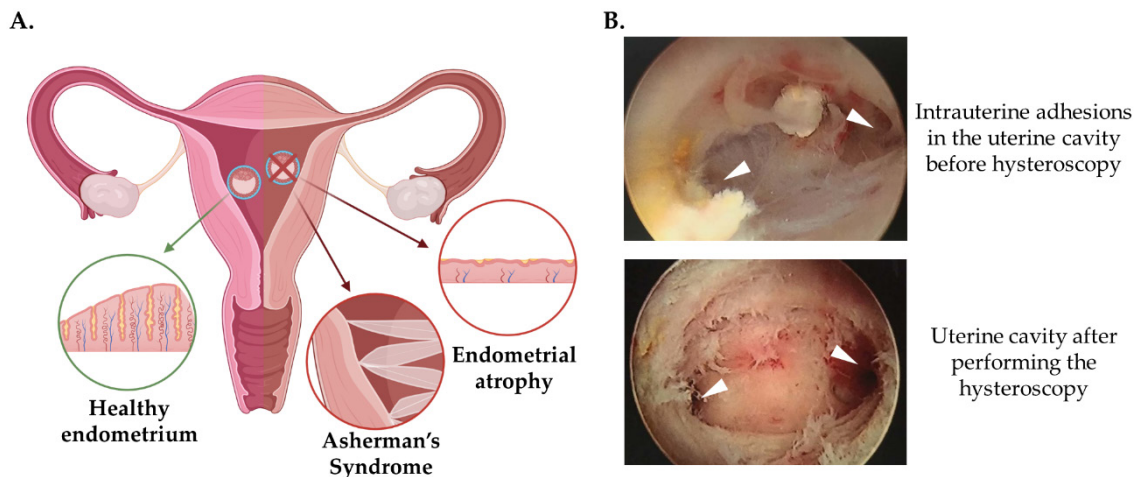 A.
Healthy
endometrium
Asherman's
Syndrome
Endometrial
atrophy
B.
Intrauterine adhesions
in the uterine cavity
before hysteroscopy
Uterine cavity after
performing the
hysteroscopy